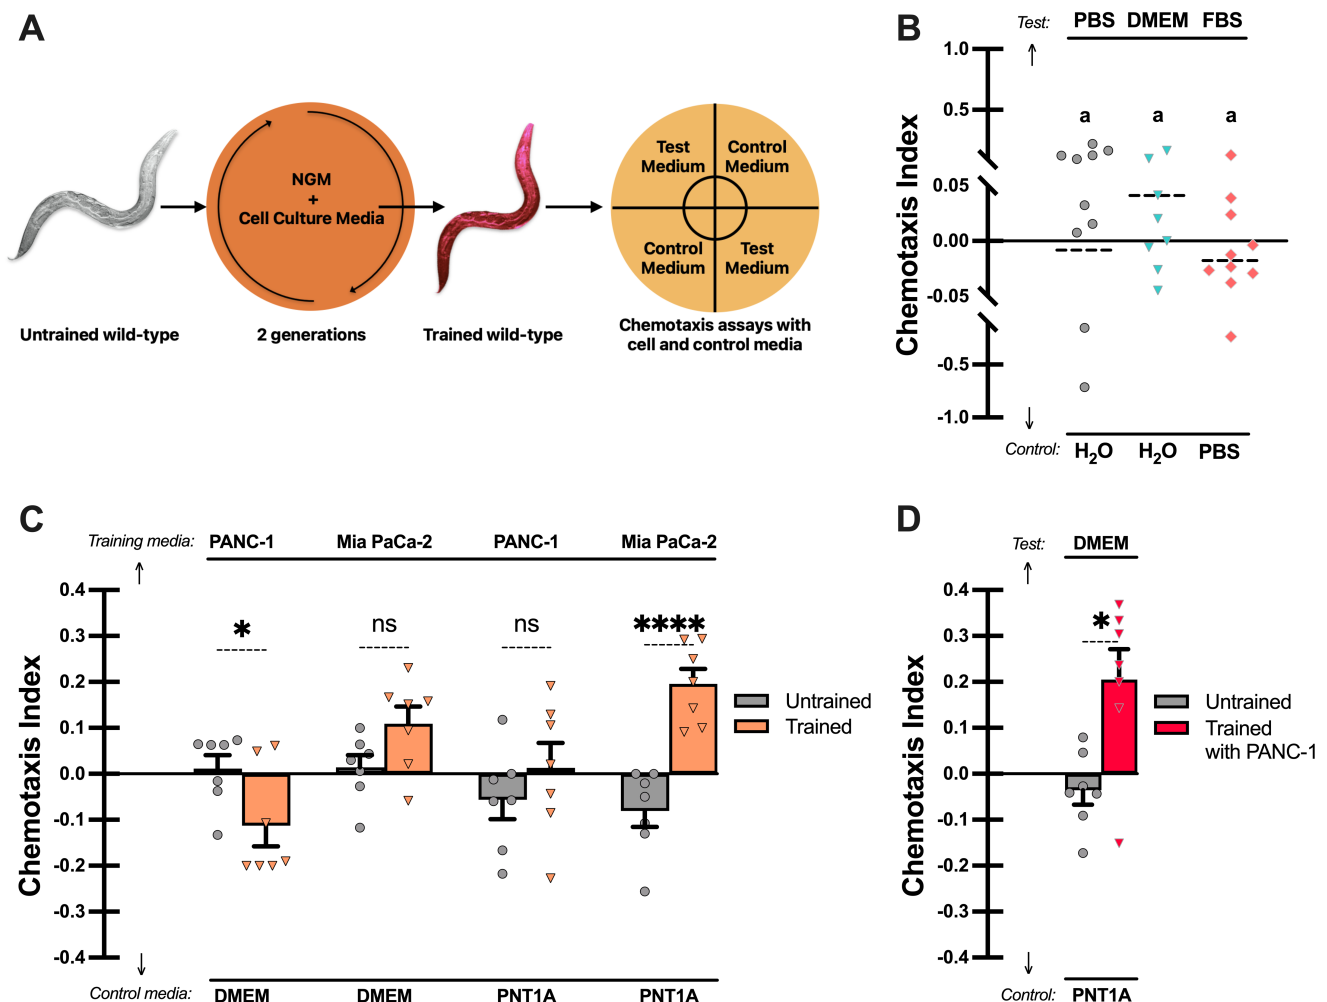 A
Untrained wild-type
NGM
+
Cell Culture Media
2 generations
Trained wild-type
Test Medium
Control Medium
Control Medium
Test Medium
Chemotaxis assays with
cell and control media
B
Test: PBS DMEM FBS
Chemotaxis Index
1.0
0.5
0.05
0.00
-0.05
-0.5
-1.0
a a a
Control: H2O H2O PBS
C
Training media: PANC-1 Mia PaCa-2 PANC-1 Mia PaCa-2
Chemotaxis Index
0.4
0.3
0.2
0.1
0.0
-0.1
-0.2
-0.3
-0.4
* ns ns ****
Untrained
Trained
Control media: DMEM DMEM PNT1A PNT1A
D
Test: DMEM
Chemotaxis Index
0.4
0.3
0.2
0.1
0.0
-0.1
-0.2
-0.3
-0.4
*
Untrained
Trained
with PANC-1
Control: PNT1A